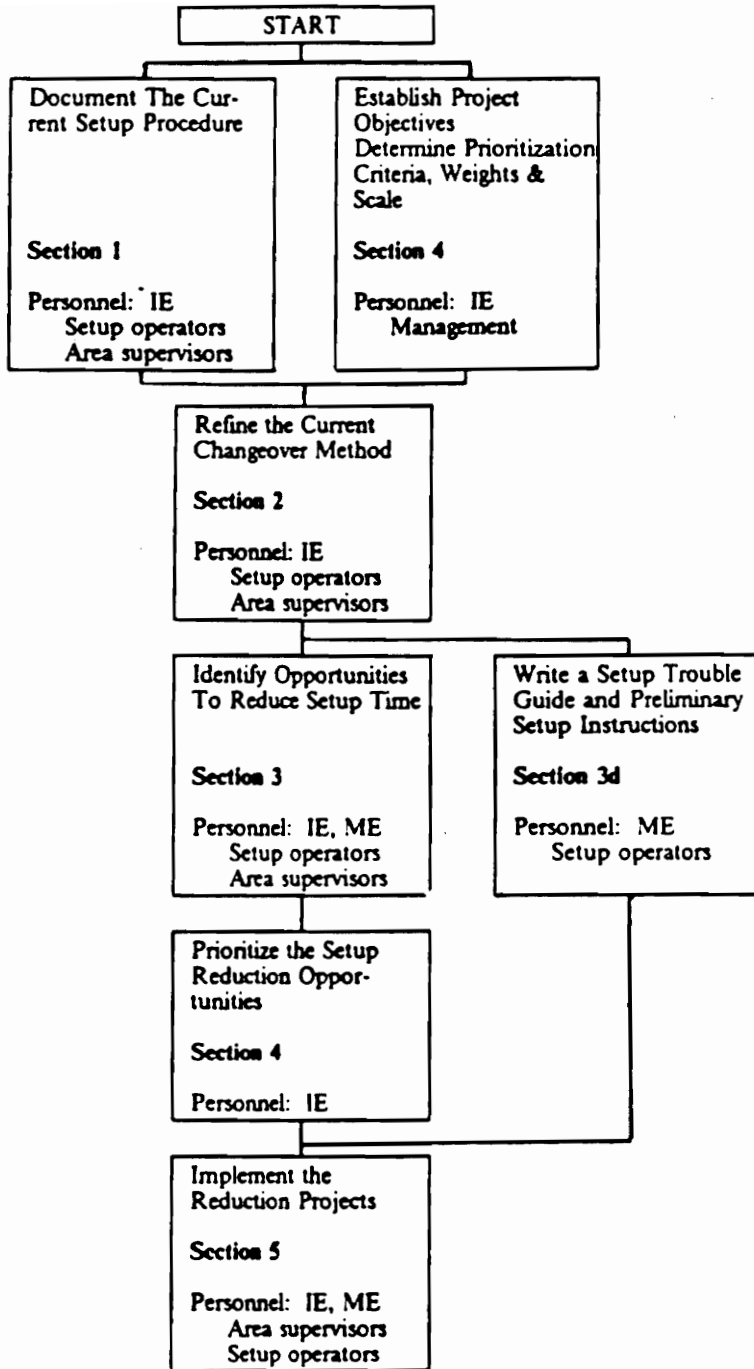 START
Document The Cur-
rent Setup Procedure
Section 1
Personnel: IE
Setup operators
Area supervisors
Establish Project
Objectives
Determine Prioritization
Criteria, Weights &
Scale
Section 4
Personnel: IE
Management
Refine the Current
Changeover Method
Section 2
Personnel: IE
Setup operators
Area supervisors
Identify Opportunities
To Reduce Setup Time
Section 3
Personnel: IE, ME
Setup operators
Area supervisors
Write a Setup Trouble
Guide and Preliminary
Setup Instructions
Section 3d
Personnel: ME
Setup operators
Prioritize the Setup
Reduction Oppor-
tunities
Section 4
Personnel: IE
Implement the
Reduction Projects
Section 5
Personnel: IE, ME
Area supervisors
Setup operators